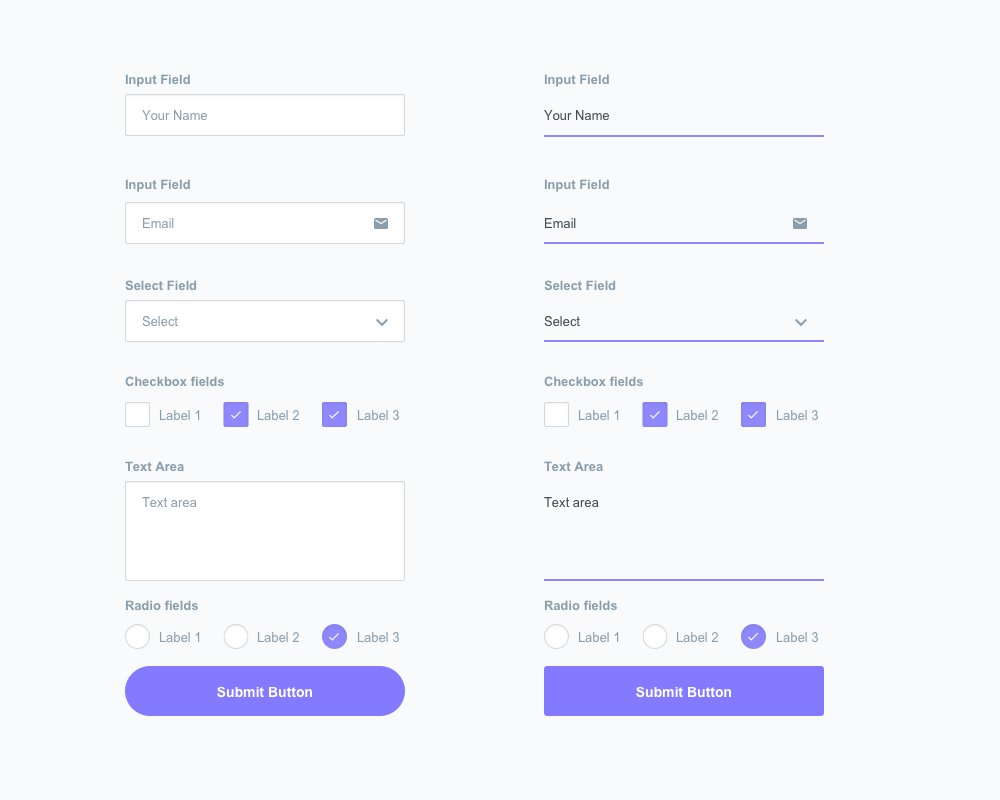 Input Field
Your Name
Input Field
Email
Select Field
Select
Checkbox fields
Label 1 Label 2 Label 3
Text Area
Text area
Radio fields
Label 1 Label 2 Label 3
Submit Button
Input Field
Your Name
Input Field
Email
Select Field
Select
Checkbox fields
Label 1 Label 2 Label 3
Text Area
Text area
Radio fields
Label 1 Label 2 Label 3
Submit Button